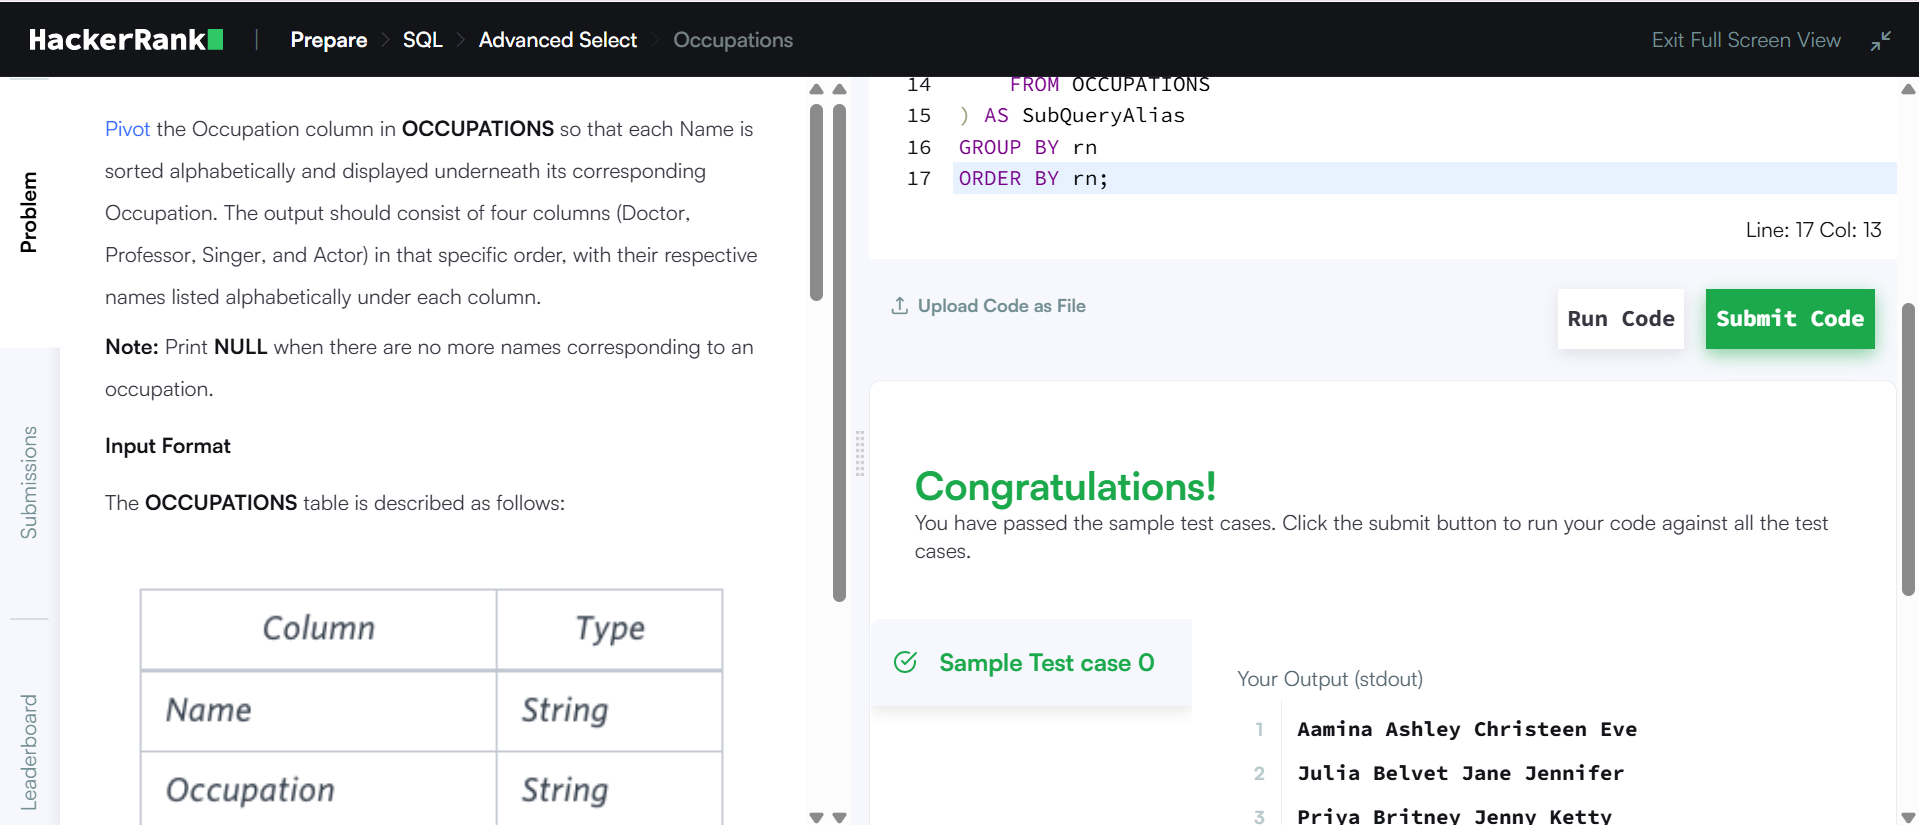 HackerRank
Prepare
SQL
Advanced Select
Occupations
Exit Full Screen View
Problem
Submissions
Leaderboard
Pivot the Occupation column in OCCUPATIONS so that each Name is
sorted alphabetically and displayed underneath its corresponding
Occupation. The output should consist of four columns (Doctor,
Professor, Singer, and Actor) in that specific order, with their respective
names listed alphabetically under each column.
Note: Print NULL when there are no more names corresponding to an
occupation.
Input Format
The OCCUPATIONS table is described as follows:
Column Type
Name String
Occupation String
14 FROM OCCUPATIONS
15 ) AS SubQueryAlias
16 GROUP BY rn
17 ORDER BY rn;
Line: 17 Col: 13
Upload Code as File
Run Code
Submit Code
Congratulations!
You have passed the sample test cases. Click the submit button to run your code against all the test
cases.
Sample Test case 0
Your Output (stdout)
1 Aamina Ashley Christeen Eve
2 Julia Belvet Jane Jennifer
3 Priya Britney Jenny Ketty